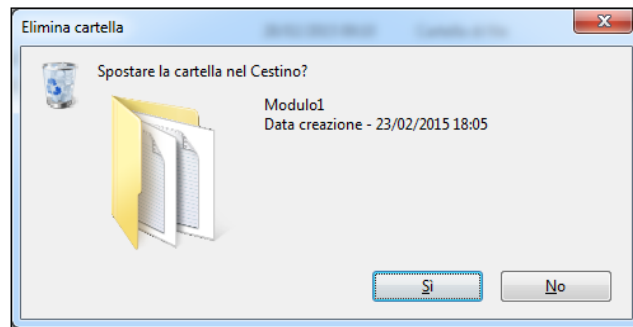 Elimina cartella
Spostare la cartella nel Cestino?
Modulo1
Data creazione - 23/02/2015 18:05
Sì
No